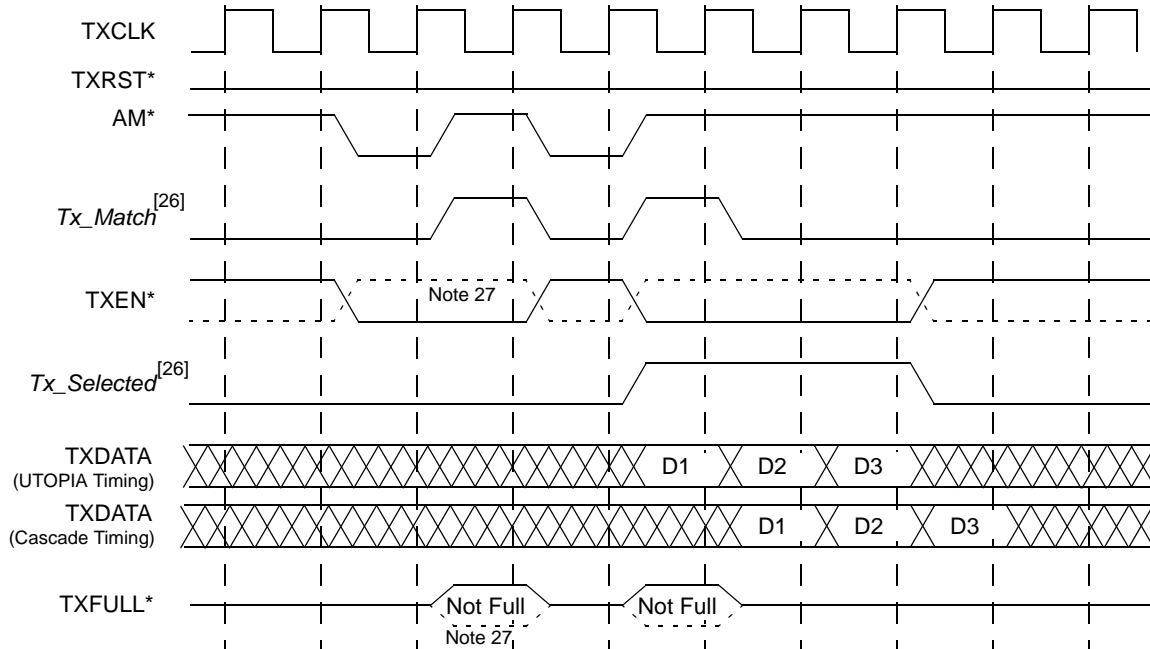 TXCLK
TXRST*
AM*
Tx_Match[26]
TXEN*
Note 27
Tx_Selected[26]
TXDATA
(UTOPIA Timing)
D1 D2 D3
TXDATA
(Cascade Timing)
D1 D2 D3
TXFULL*
Not Full Not Full
Note 27